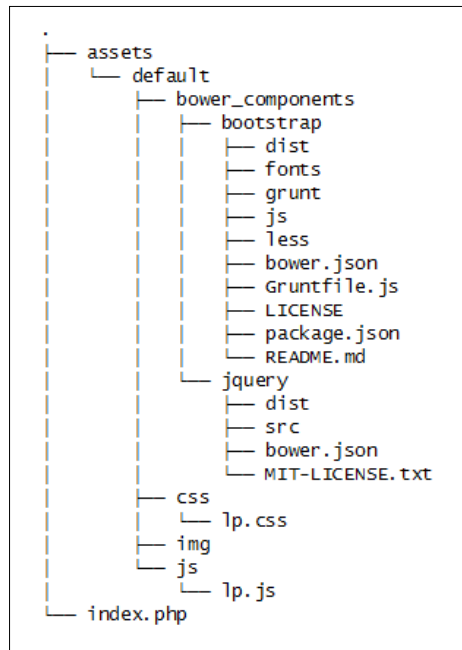 .
├── assets
│   └── default
│       ├── bower_components
│       │   ├── bootstrap
│       │   │   ├── dist
│       │   │   ├── fonts
│       │   │   ├── grunt
│       │   │   ├── js
│       │   │   ├── less
│       │   │   ├── bower.json
│       │   │   ├── Gruntfile.js
│       │   │   ├── LICENSE
│       │   │   ├── package.json
│       │   │   └── README.md
│       │   └── jquery
│       │       ├── dist
│       │       ├── src
│       │       ├── bower.json
│       │       └── MIT-LICENSE.txt
│       ├── css
│       │   └── lp.css
│       ├── img
│       └── js
│           └── lp.js
└── index.php